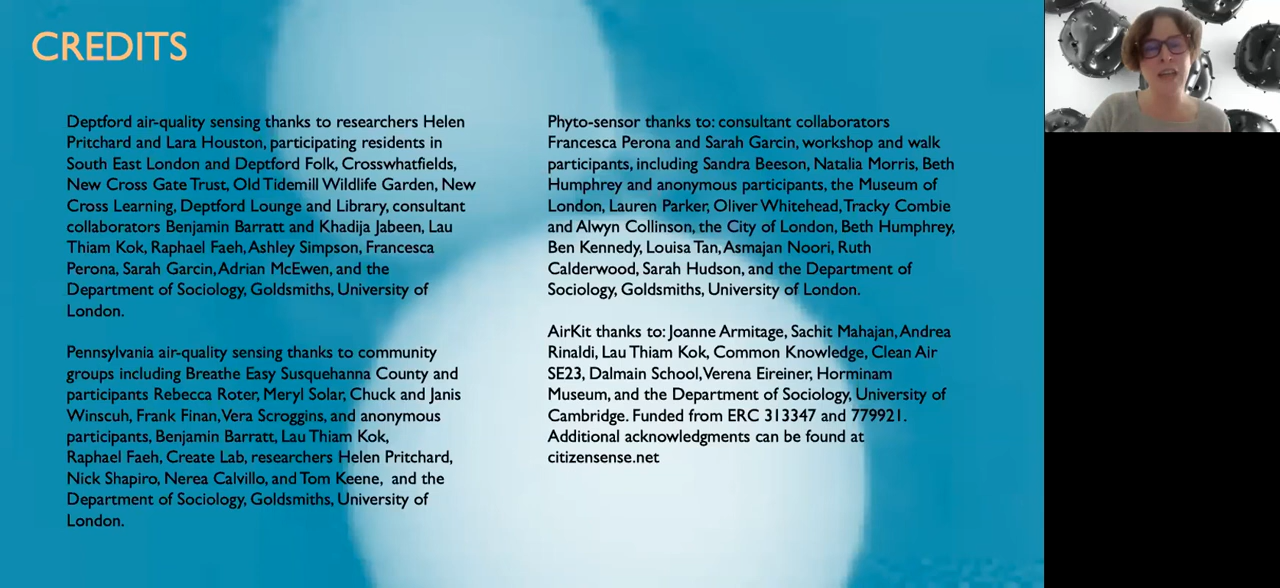 CREDITS
Deptford air-quality sensing thanks to researchers Helen
Pritchard and Lara Houston, participating residents in
South East London and Deptford Folk, Crosswhatfields,
New Cross Gate Trust, Old Tidemill Wildlife Garden, New
Cross Learning, Deptford Lounge and Library, consultant
collaborators Benjamin Barratt and Khadija Jabeen, Lau
Thiam Kok, Raphael Faeh, Ashley Simpson, Francesca
Perona, Sarah Garcin, Adrian McEwen, and the
Department of Sociology, Goldsmiths, University of
London.
Pennsylvania air-quality sensing thanks to community
groups including Breathe Easy Susquehanna County and
participants Rebecca Roter, Meryl Solar, Chuck and Janis
Winscuh, Frank Finan, Vera Scroggins, and anonymous
participants, Benjamin Barratt, Lau Thiam Kok,
Raphael Faeh, Create Lab, researchers Helen Pritchard,
Nick Shapiro, Nerea Calvillo, and Tom Keene, and the
Department of Sociology, Goldsmiths, University of
London.
Phyto-sensor thanks to: consultant collaborators
Francesca Perona and Sarah Garcin, workshop and walk
participants, including Sandra Beeson, Natalia Morris, Beth
Humphrey and anonymous participants, the Museum of
London, Lauren Parker, Oliver Whitehead, Tracky Combie
and Alwyn Collinson, the City of London, Beth Humphrey,
Ben Kennedy, Louisa Tan, Asmajan Noori, Ruth
Calderwood, Sarah Hudson, and the Department of
Sociology, Goldsmiths, University of London.
AirKit thanks to: Joanne Armitage, Sachit Mahajan, Andrea
Rinaldi, Lau Thiam Kok, Common Knowledge, Clean Air
SE23, Dalmain School, Verena Eireiner, Horminam
Museum, and the Department of Sociology, University of
Cambridge. Funded from ERC 313347 and 779921.
Additional acknowledgments can be found at
citizensense.net